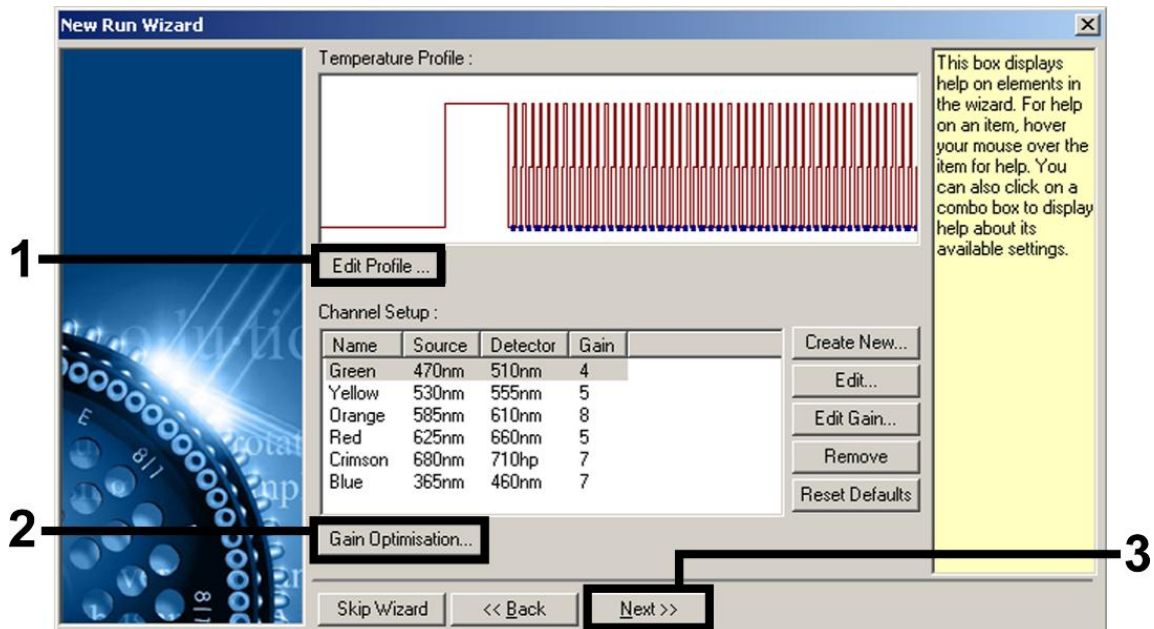 New Run Wizard
Temperature Profile :
This box displays
help on elements in
the wizard. For help
on an item, hover
your mouse over the
item for help. You
can also click on a
combo box to display
help about its
available settings.
1
Edit Profile ...
Channel Setup :
Name Source Detector Gain
Green 470nm 510nm 4
Yellow 530nm 555nm 5
Orange 585nm 610nm 8
Red 625nm 660nm 5
Crimson 680nm 710hp 7
Blue 365nm 460nm 7
Create New...
Edit...
Edit Gain...
Remove
Reset Defaults
E
8/1
2
Gain Optimisation...
3
8/1
A
Skip Wizard
<< Back
Next >>